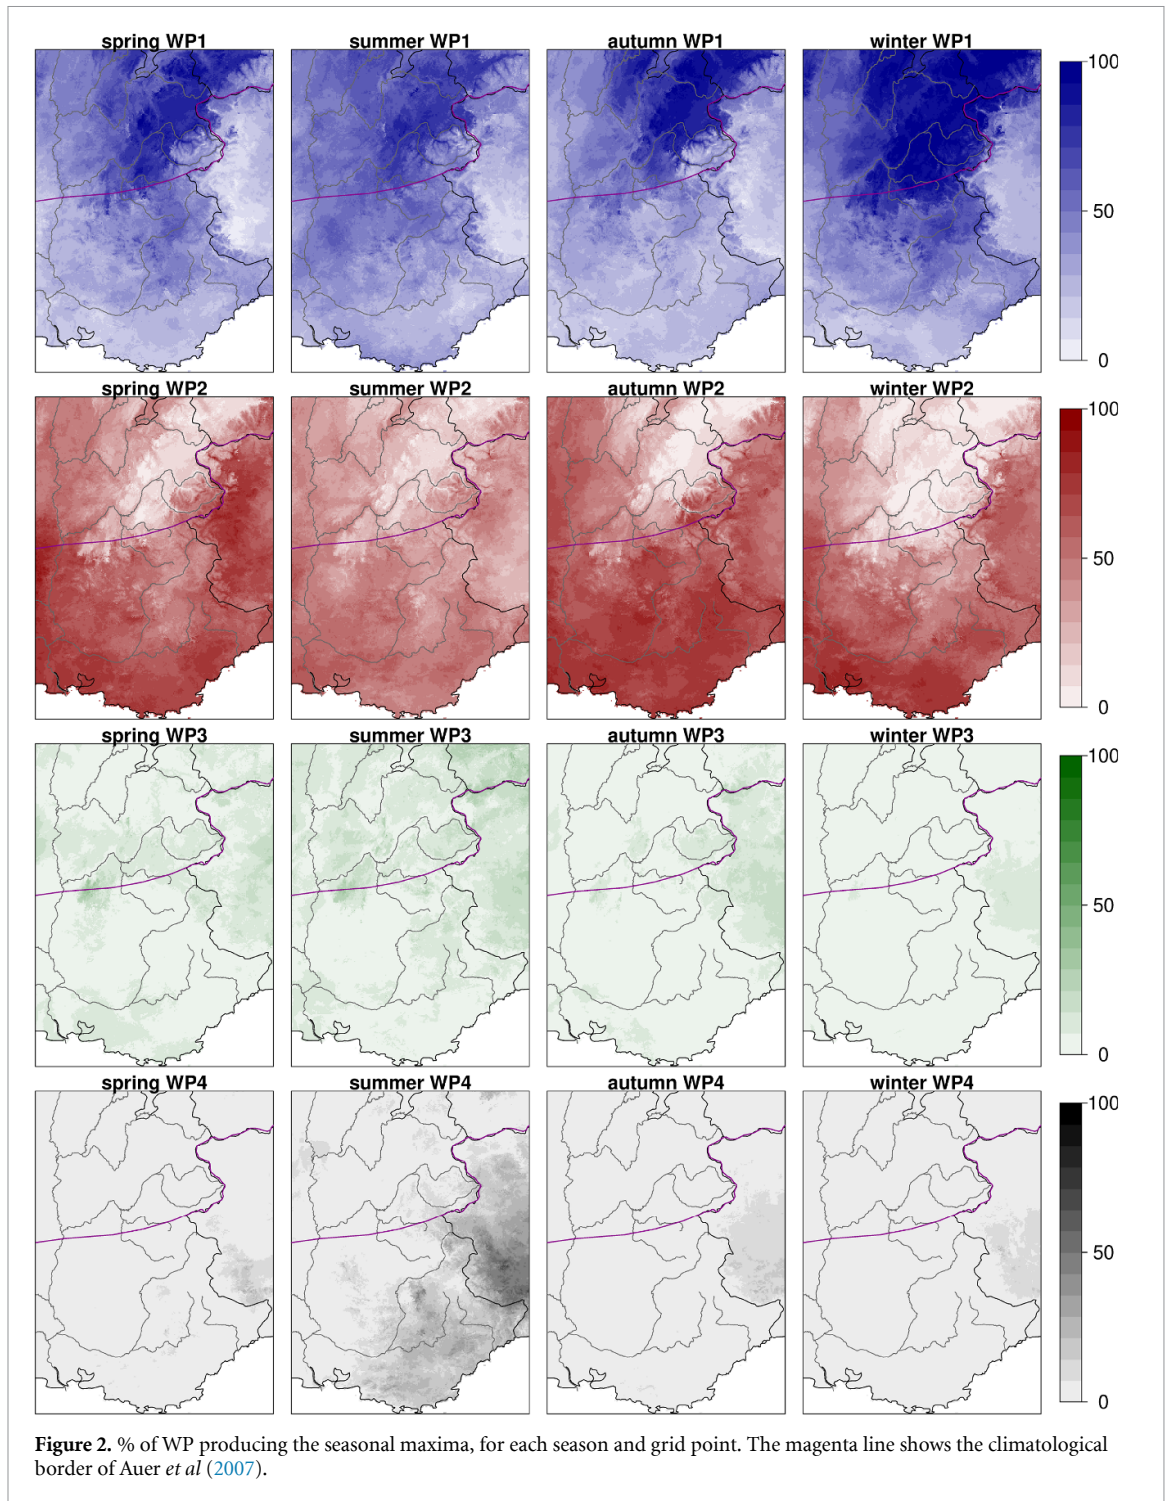 spring WP1 summer WP1 autumn WP1 winter WP1
100
50
0
spring WP2 summer WP2 autumn WP2 winter WP2
100
50
0
spring WP3 summer WP3 autumn WP3 winter WP3
100
50
0
spring WP4 summer WP4 autumn WP4 winter WP4
100
50
0
Figure 2. % of WP producing the seasonal maxima, for each season and grid point. The magenta line shows the climatological
border of Auer et al (2007).